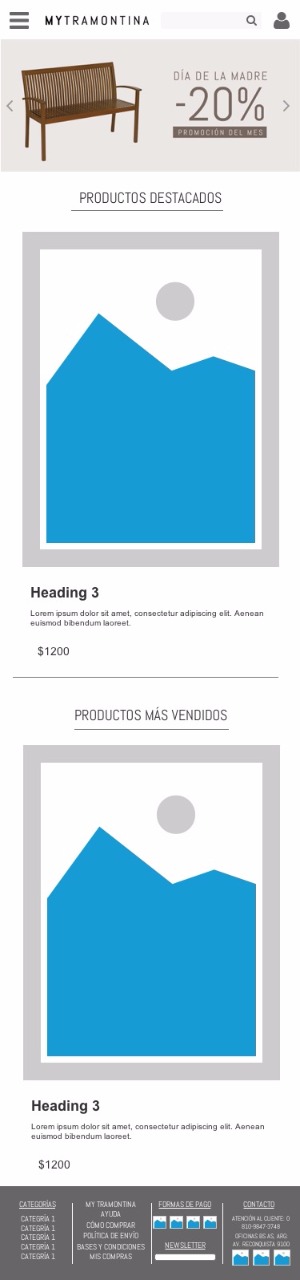 MYTRAMONTINA
DÍA DE LA MADRE
-20%
PROMOCIÓN DEL MES
PRODUCTOS DESTACADOS
Heading 3
Lorem ipsum dolor sit amet, consectetur adipiscing elit. Aenean
euismod bibendum laoreet.
$1200
PRODUCTOS MÁS VENDIDOS
Heading 3
Lorem ipsum dolor sit amet, consectetur adipiscing elit. Aenean
euismod bibendum laoreet.
$1200
CATEGORÍAS
CATEGRÍA 1
CATEGRÍA 1
CATEGRÍA 1
CATEGRÍA 1
CATEGRÍA 1
MY TRAMONTINA
AYUDA
CÓMO COMPRAR
POLÍTICA DE ENVÍO
BASES Y CONDICIONES
MIS COMPRAS
FORMAS DE PAGO
NEWSLETTER
CONTACTO
ATENCIÓN AL CLIENTE: 0
810-9847-3748
OFICINAS BS AS, ARG:
AV. RECONQUISTA 9100